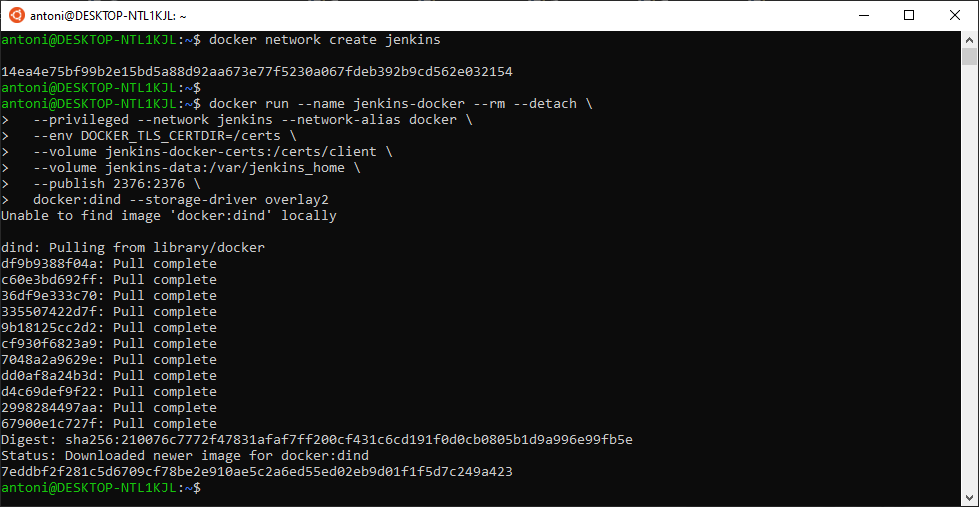 antoni@DESKTOP-NTL1KJL: ~
antoni@DESKTOP-NTL1KJL:~$ docker network create jenkins
14ea4e75bf99b2e15bd5a88d92aa673e77f5230a067fdeb392b9cd562e032154
antoni@DESKTOP-NTL1KJL:~$
antoni@DESKTOP-NTL1KJL:~$ docker run --name jenkins-docker --rm --detach \
>   --privileged --network jenkins --network-alias docker \
>   --env DOCKER_TLS_CERTDIR=/certs \
>   --volume jenkins-docker-certs:/certs/client \
>   --volume jenkins-data:/var/jenkins_home \
>   --publish 2376:2376 \
>   docker:dind --storage-driver overlay2
Unable to find image 'docker:dind' locally
dind: Pulling from library/docker
df9b9388f04a: Pull complete
c60e3bd692ff: Pull complete
36df9e333c70: Pull complete
335507422d7f: Pull complete
9b18125cc2d2: Pull complete
cf930f6823a9: Pull complete
7048a2a9629e: Pull complete
dd0af8a24b3d: Pull complete
d4c69def9f22: Pull complete
2998284497aa: Pull complete
67900e1c727f: Pull complete
Digest: sha256:210076c7772f47831afaf7ff200cf431c6cd191f0d0cb0805b1d9a996e99fb5e
Status: Downloaded newer image for docker:dind
7eddbf2f281c5d6709cf78be2e910ae5c2a6ed55ed02eb9d01f1f5d7c249a423
antoni@DESKTOP-NTL1KJL:~$